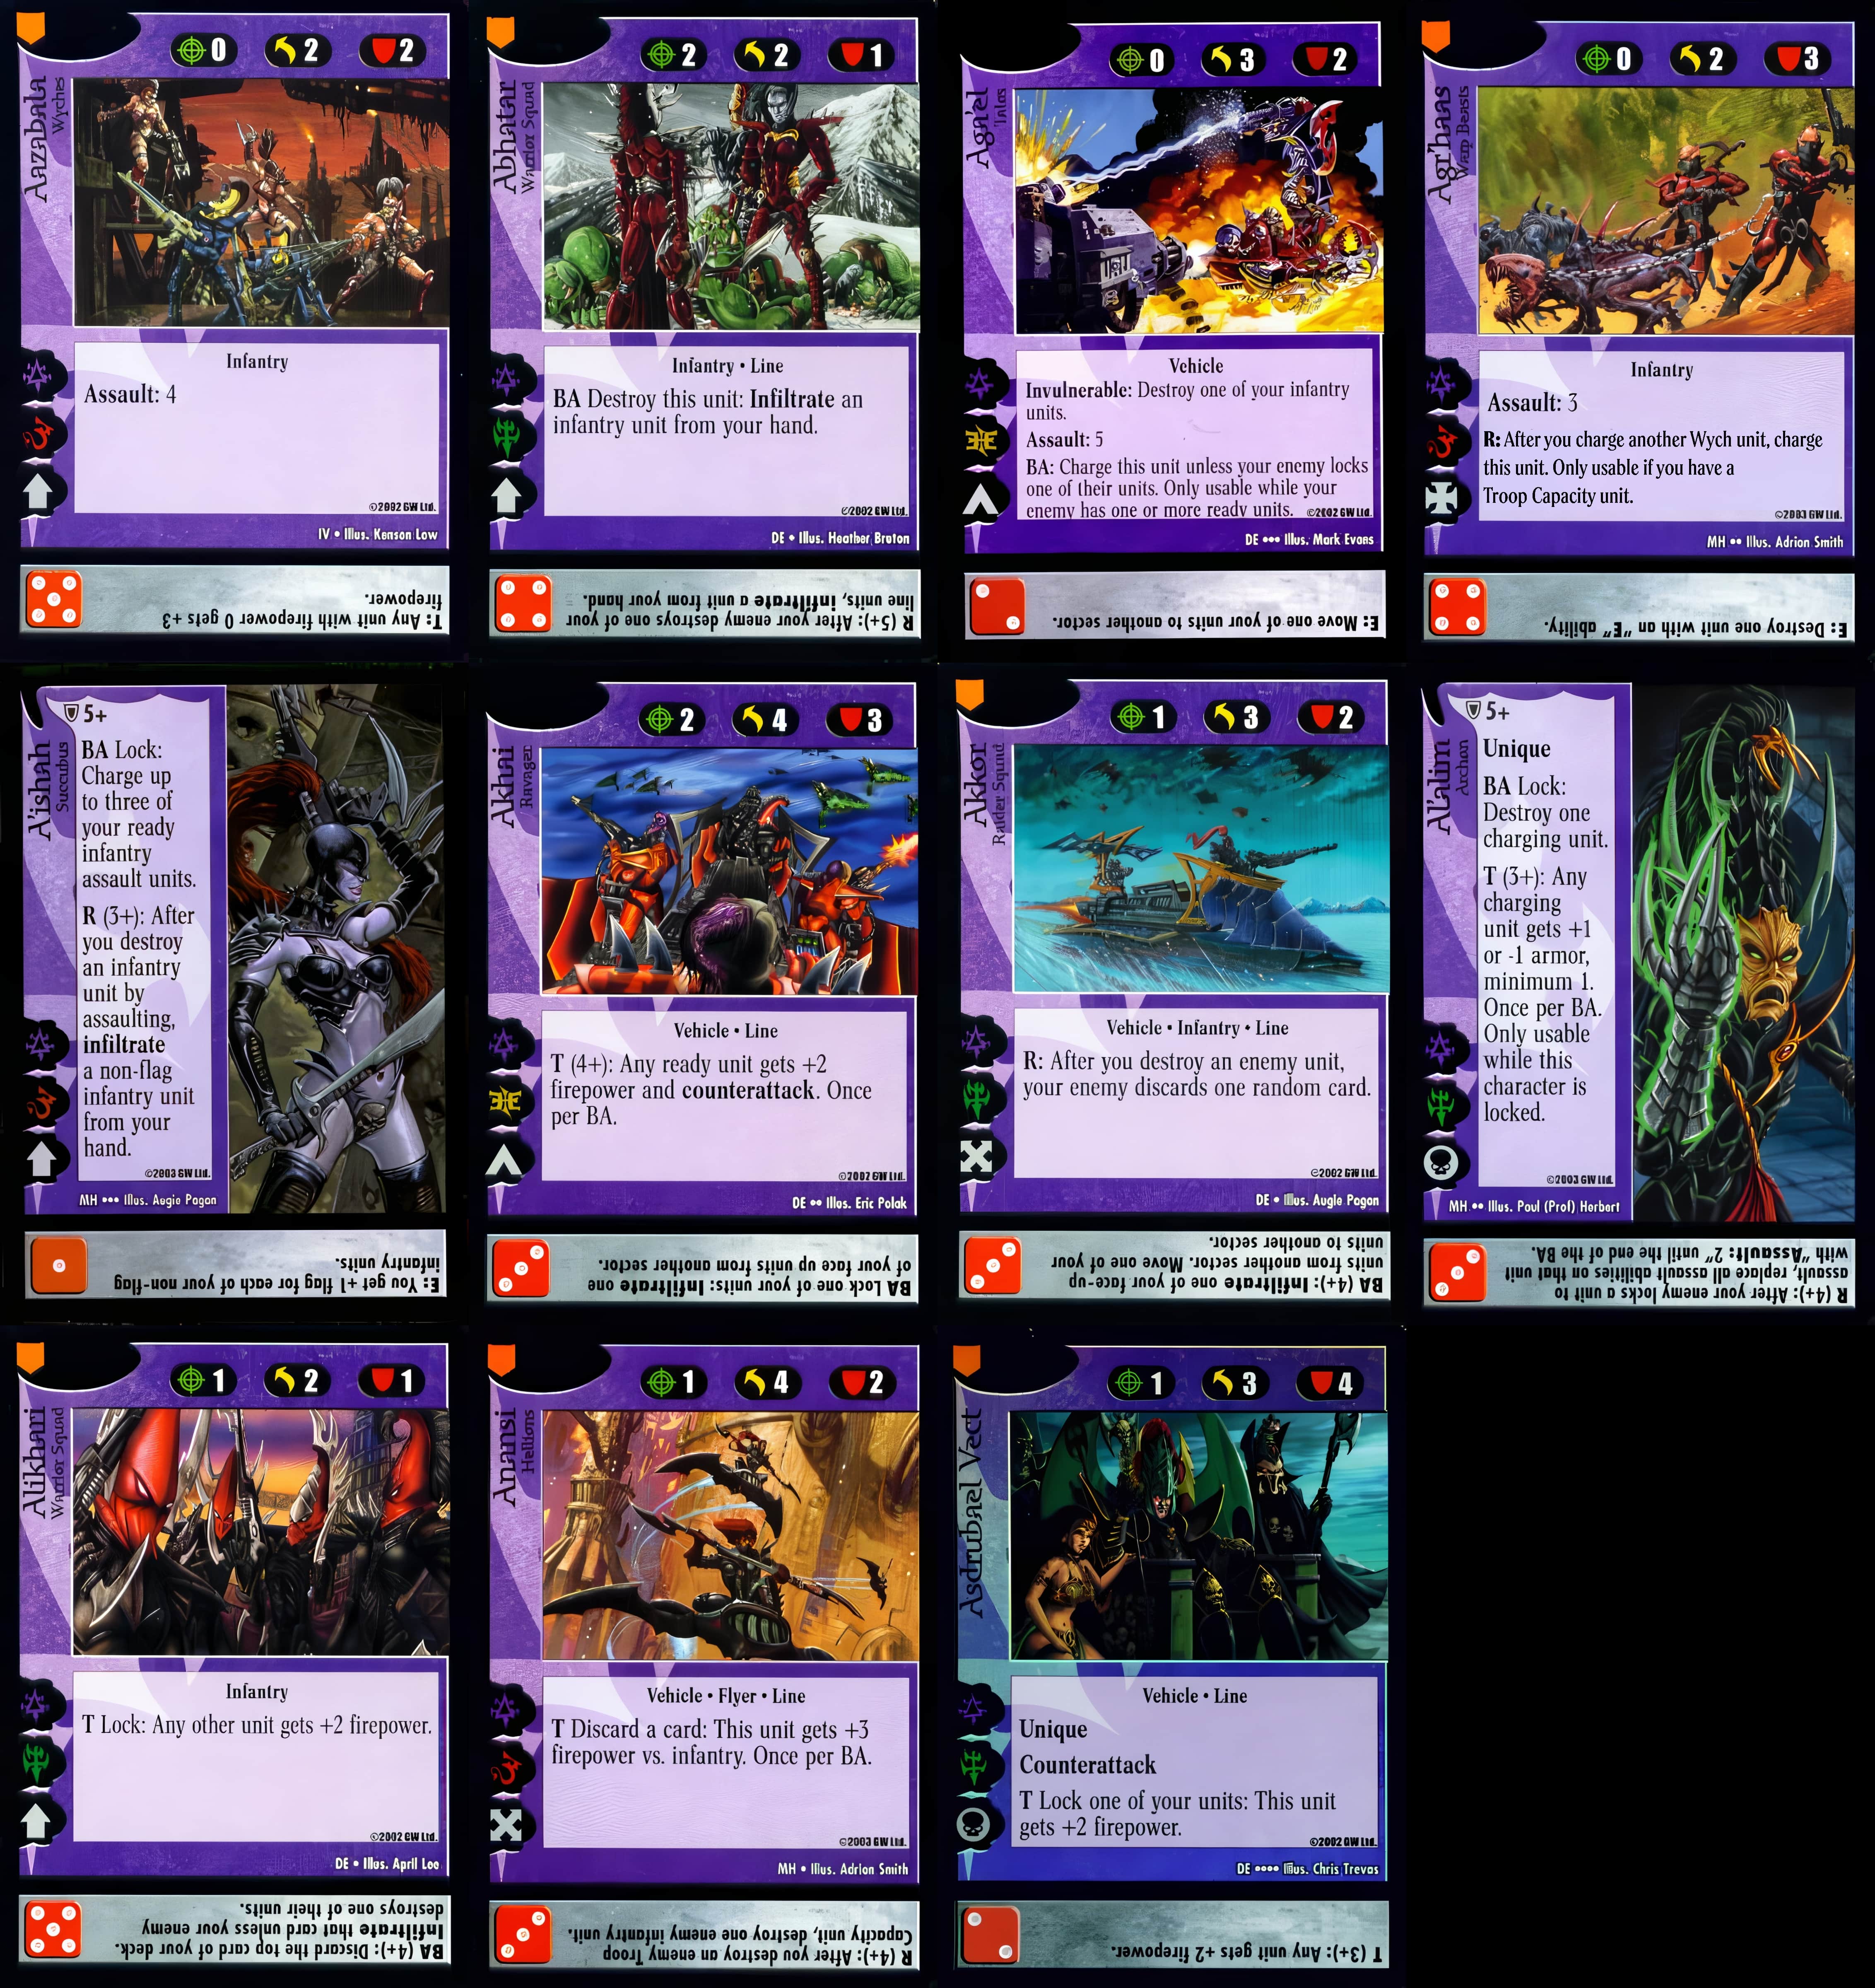 0 2 2
Aazabata
Wyches
Infantry
Assault: 4
©2002 GW Ltd.
IV • Illus. Kenson Low
T: Any unit with firepower 0 gets +3
firepower.
2 2 1
Abhatar
Warrior Squad
Infantry • Line
BA Destroy this unit: Infiltrate an
infantry unit from your hand.
©2002 GW Ltd.
DE • Illus. Heather Bruton
R (5+): After your enemy destroys one of your
line units, infiltrate a unit from your hand.
0 3 2
Aga'el
Talos
Vehicle
Invulnerable: Destroy one of your infantry
units.
Assault: 5
BA: Charge this unit unless your enemy locks
one of their units. Only usable while your
enemy has one or more ready units.
©2002 GW Ltd.
DE ••• Illus. Mark Evans
E: Move one of your units to another sector.
0 2 3
Agrbaas
Warp Beasts
Infantry
Assault: 3
R: After you charge another Wych unit, charge
this unit. Only usable if you have a
Troop Capacity unit.
©2003 GW Ltd.
MH •• Illus. Adrion Smith
E: Destroy one unit with an "E" ability.
5+
A'ishah
Succubus
BA Lock:
Charge up
to three of
your ready
infantry
assault units.
R (3+): After
you destroy
an infantry
unit by
assaulting,
infiltrate
a non-flag
infantry unit
from your
hand.
©2003 GW Ltd.
MH ••• Illus. Augie Pagan
E: You get +1 flag for each of your non-flag
infantry units.
2 4 3
Akhai
Ravager
Vehicle • Line
T (4+): Any ready unit gets +2
firepower and counterattack. Once
per BA.
©2002 GW Ltd.
DE •• Illus. Eric Polak
BA Lock one of your units: Infiltrate one
of your face up units from another sector.
1 3 2
Akkor
Raider Squad
Vehicle • Infantry • Line
R: After you destroy an enemy unit,
your enemy discards one random card.
©2002 GW Ltd.
DE • Illus. Augie Pagan
BA (4+): Infiltrate one of your face-up
units from another sector. Move one of your
units to another sector.
5+
Al'alim
Archon
Unique
BA Lock:
Destroy one
charging unit.
T (3+): Any
charging
unit gets +1
or -1 armor,
minimum 1.
Once per BA.
Only usable
while this
character is
locked.
©2003 GW Ltd.
MH •• Illus. Paul (Prof) Herbert
R (4+): After your enemy locks a unit to
assault, replace all assault abilities on that unit
with "Assault: 2" until the end of the BA.
1 2 1
Alikhari
Warrior Squad
Infantry
T Lock: Any other unit gets +2 firepower.
©2002 GW Ltd.
DE • Illus. April Lee
BA (4+): Discard the top card of your deck.
Infiltrate that card unless your enemy
destroys one of their units.
1 4 2
Anansi
Hellions
Vehicle • Flyer • Line
T Discard a card: This unit gets +3
firepower vs. infantry. Once per BA.
©2003 GW Ltd.
MH • Illus. Adrion Smith
R (4+): After you destroy an enemy Troop
Capacity unit, destroy one enemy infantry unit.
1 3 4
Asdrubael Vect
Vehicle • Line
Unique
Counterattack
T Lock one of your units: This unit
gets +2 firepower.
©2002 GW Ltd.
DE •••• Illus. Chris Trevas
T (3+): Any unit gets +2 firepower.